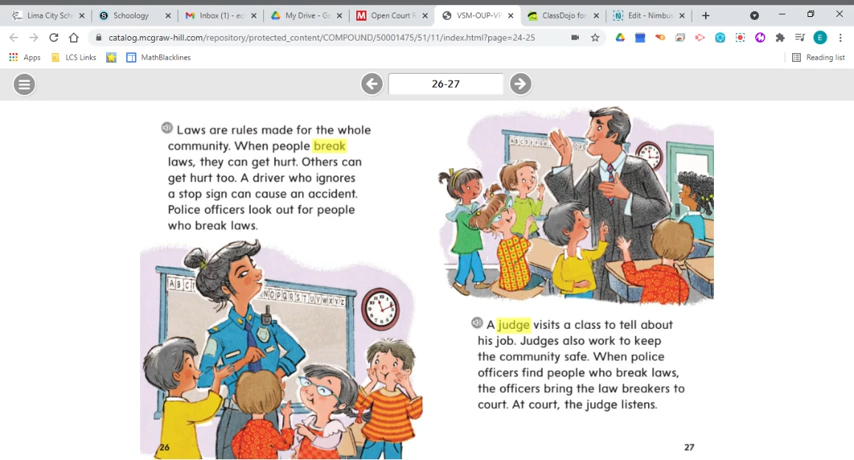 Lima City Sch
Schoology
Inbox (1) - ec
My Drive - Go
Open Court R
VSM-OUP-VP
ClassDojo for
Edit - Nimbus
catalog.mcgraw-hill.com/repository/protected_content/COMPOUND/50001475/51/11/index.html?page=24-25
E
Apps
LCS Links
MathBlacklines
Reading list
26-27
Laws are rules made for the whole
community. When people break
laws, they can get hurt. Others can
get hurt too. A driver who ignores
a stop sign can cause an accident.
Police officers look out for people
who break laws.
A judge visits a class to tell about
his job. Judges also work to keep
the community safe. When police
officers find people who break laws,
the officers bring the law breakers to
court. At court, the judge listens.
26
27